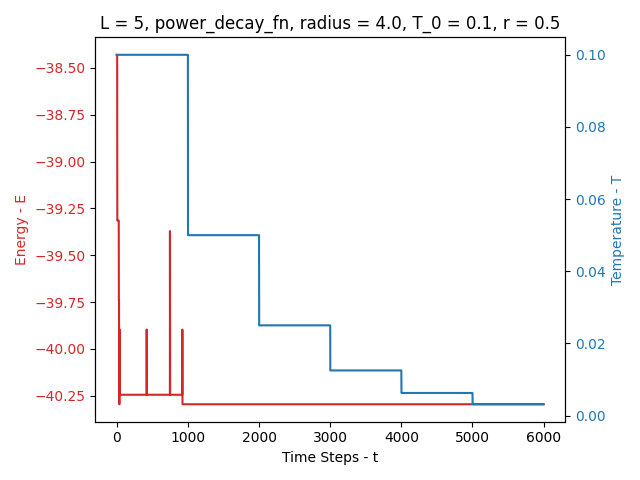 L = 5, power_decay_fn, radius = 4.0, T_0 = 0.1, r = 0.5
Energy - E
−38.50
−38.75
−39.00
−39.25
−39.50
−39.75
−40.00
−40.25
0.10
0.08
0.06
0.04
0.02
0.00
Temperature - T
0 1000 2000 3000 4000 5000 6000
Time Steps - t